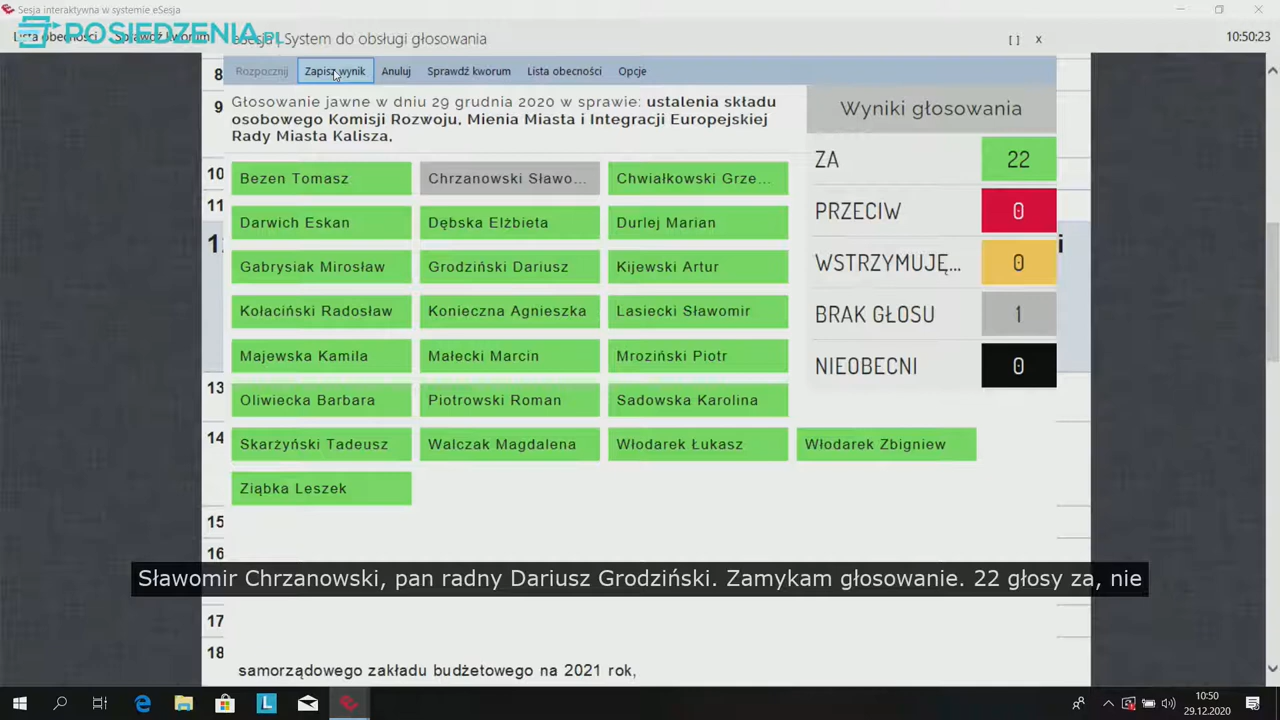 Sesja interaktywna w systemie eSesja
POSIEDZENIA.PL
Lista obecności Sprawdź kworum
eSesja | System do obsługi głosowania
[ ] x
10:50:23
Rozpocznij Zapisz wynik Anuluj Sprawdź kworum Lista obecności Opcje
8
9
10
11
13
14
15
16
17
18
Głosowanie jawne w dniu 29 grudnia 2020 w sprawie: ustalenia składu
osobowego Komisji Rozwoju, Mienia Miasta i Integracji Europejskiej
Rady Miasta Kalisza.
Wyniki głosowania
ZA 22
PRZECIW 0
WSTRZYMUJĘ... 0
BRAK GŁOSU 1
NIEOBECNI 0
Bezen Tomasz Chrzanowski Sławo... Chwiałkowski Grze...
Darwich Eskan Dębska Elżbieta Durlej Marian
Gabrysiak Mirosław Grodziński Dariusz Kijewski Artur
Kołaciński Radosław Konieczna Agnieszka Lasiecki Sławomir
Majewska Kamila Małecki Marcin Mroziński Piotr
Oliwiecka Barbara Piotrowski Roman Sadowska Karolina
Skarżyński Tadeusz Walczak Magdalena Włodarek Łukasz Włodarek Zbigniew
Ziąbka Leszek
Sławomir Chrzanowski, pan radny Dariusz Grodziński. Zamykam głosowanie. 22 głosy za, nie
samorządowego zakładu budżetowego na 2021 rok,
10:50
29.12.2020